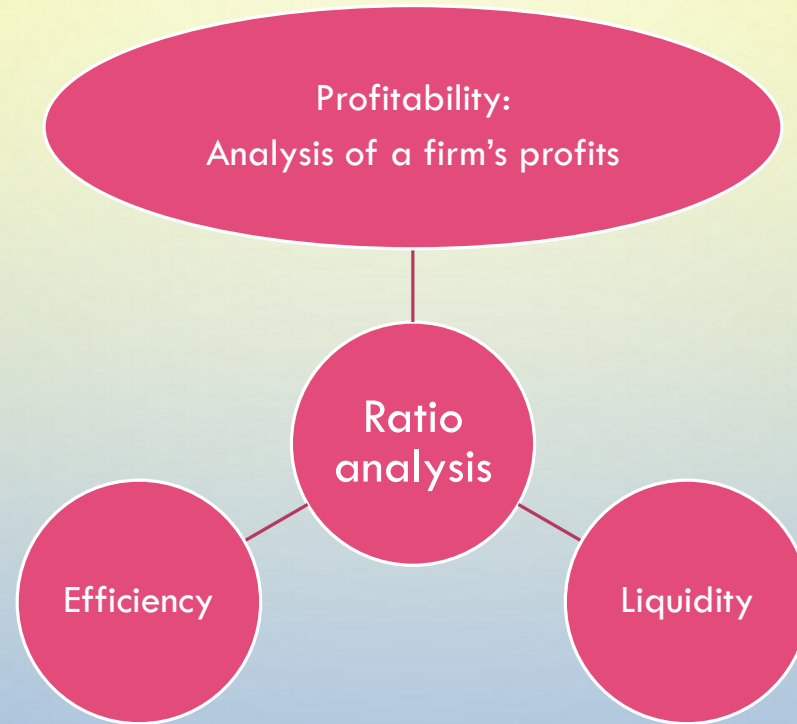 Profitability:
Analysis of a firm’s profits
Ratio
analysis
Efficiency
Liquidity